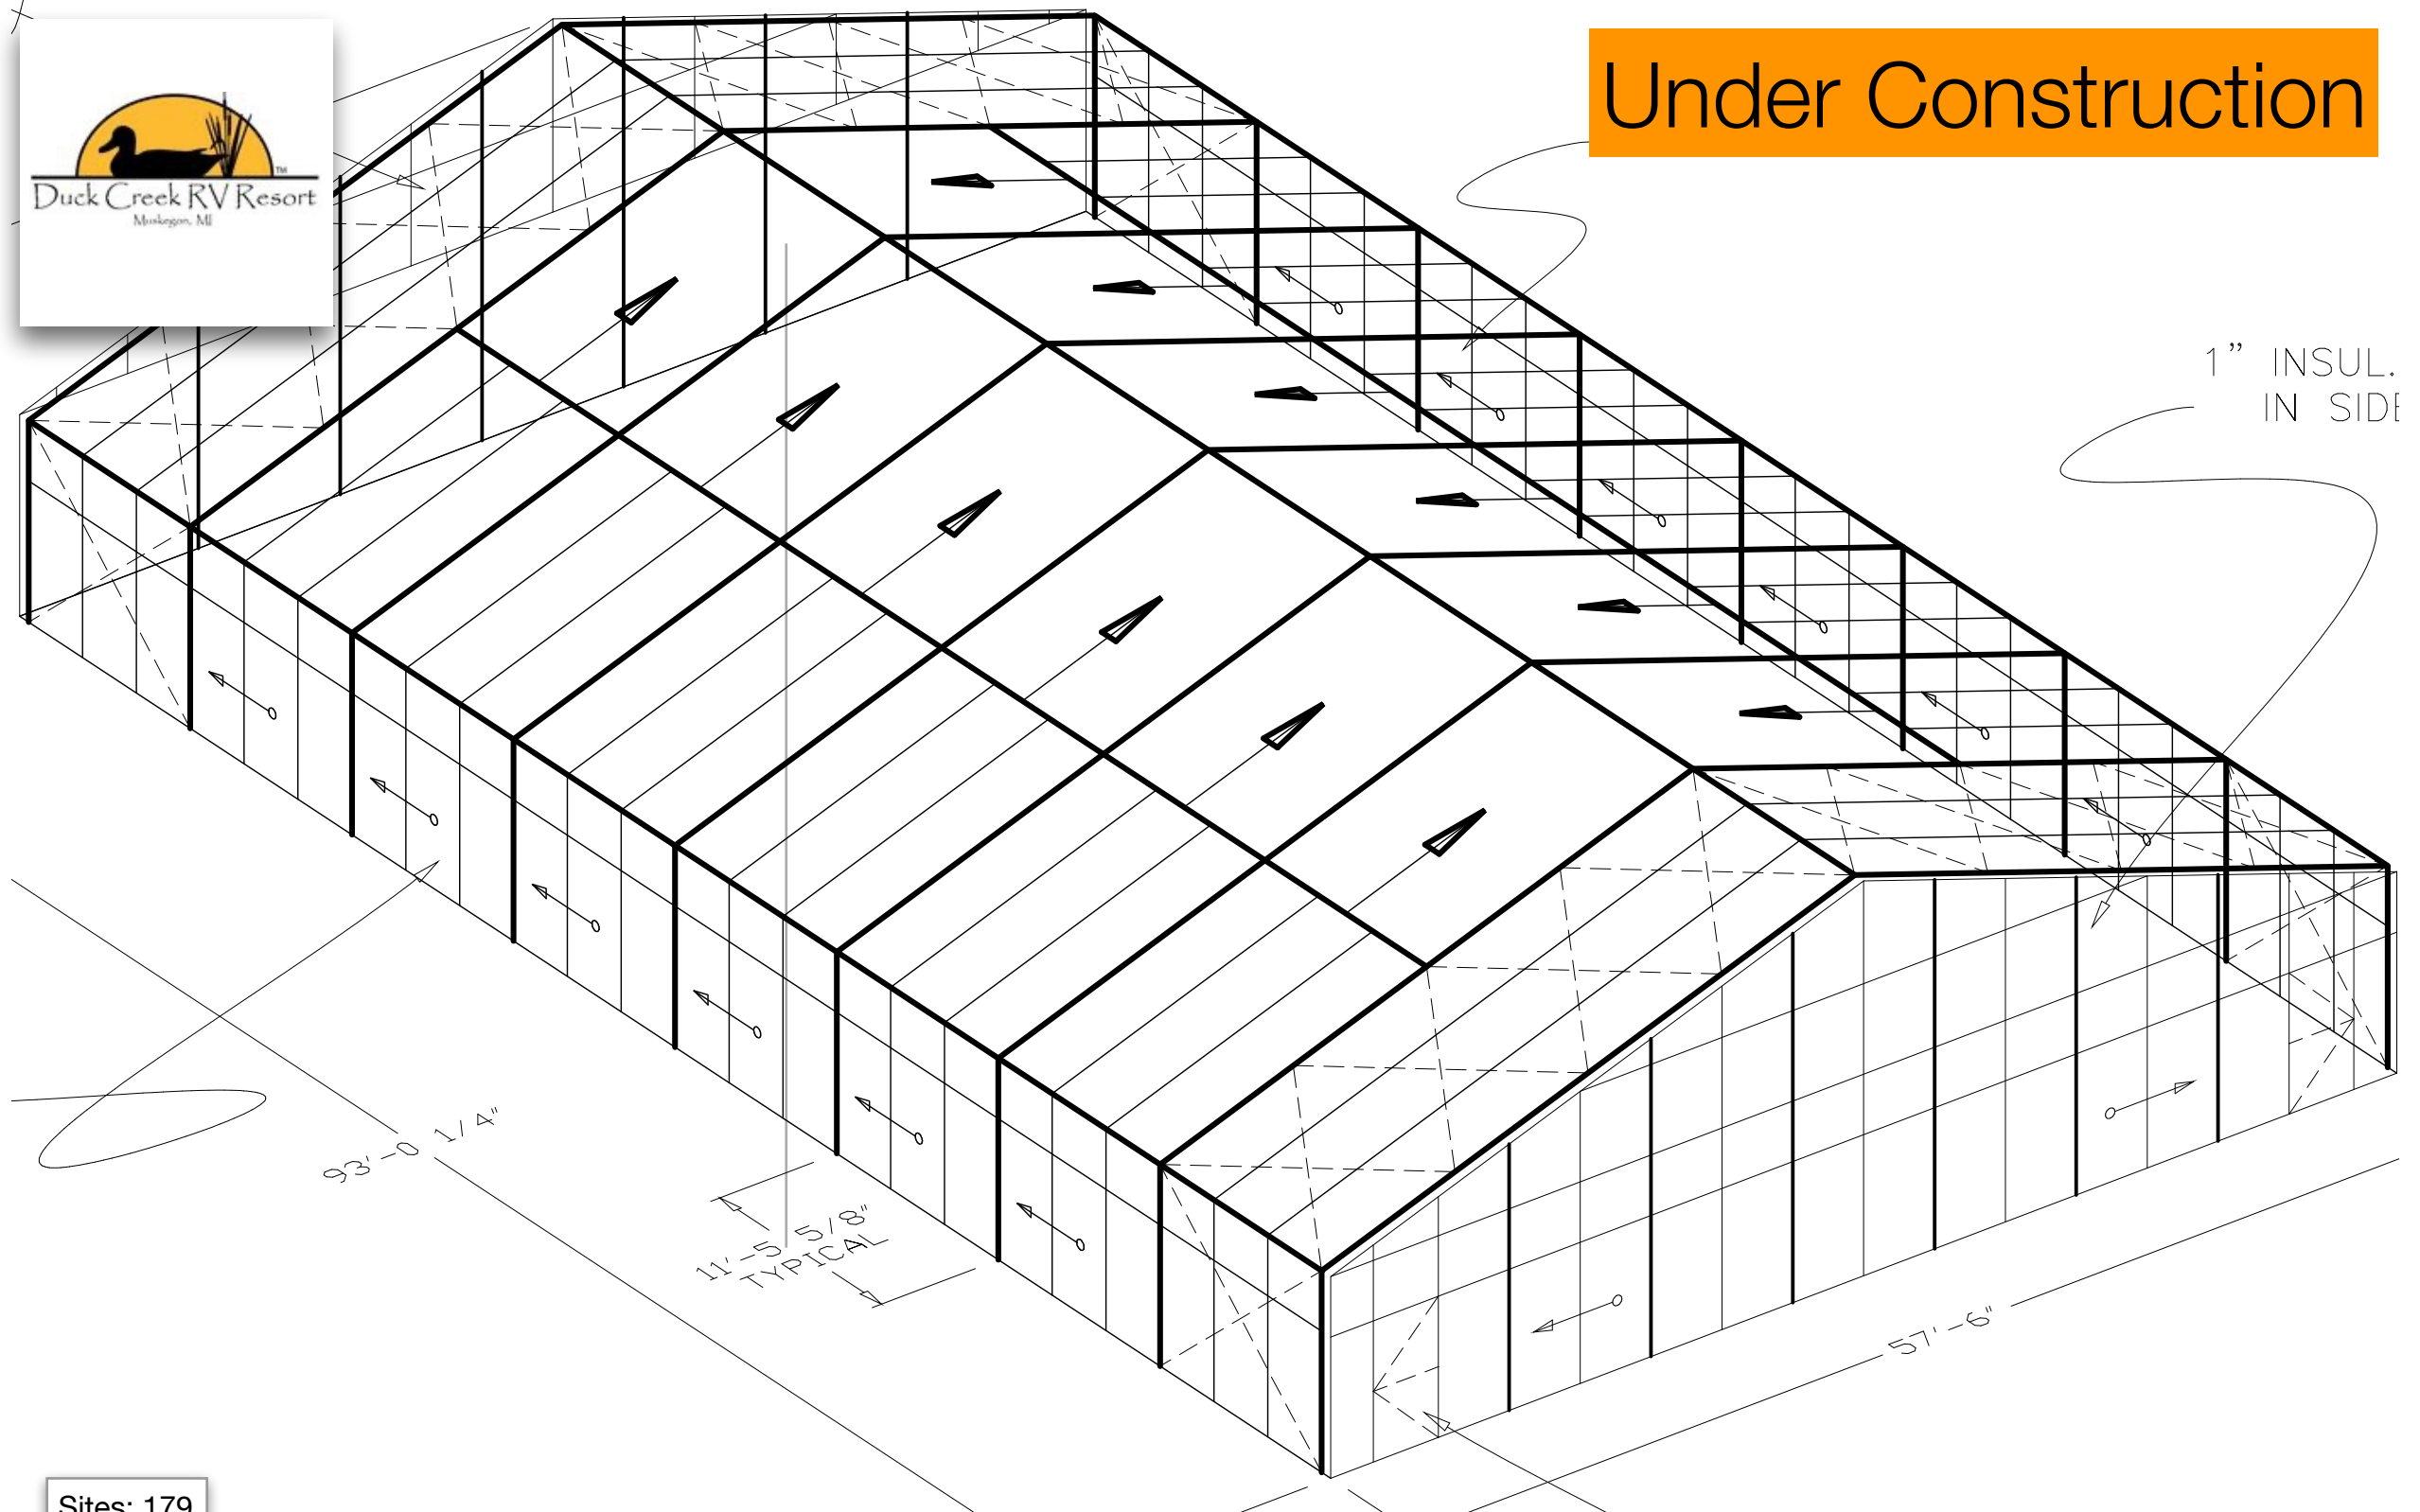 Under Construction
TM
Duck Creek RV Resort
Muskegon, MI
1" INSUL.
IN SIDE
93'-0 1/4"
11'-5 5/8"
TYPICAL
57'-6"
Sites: 179